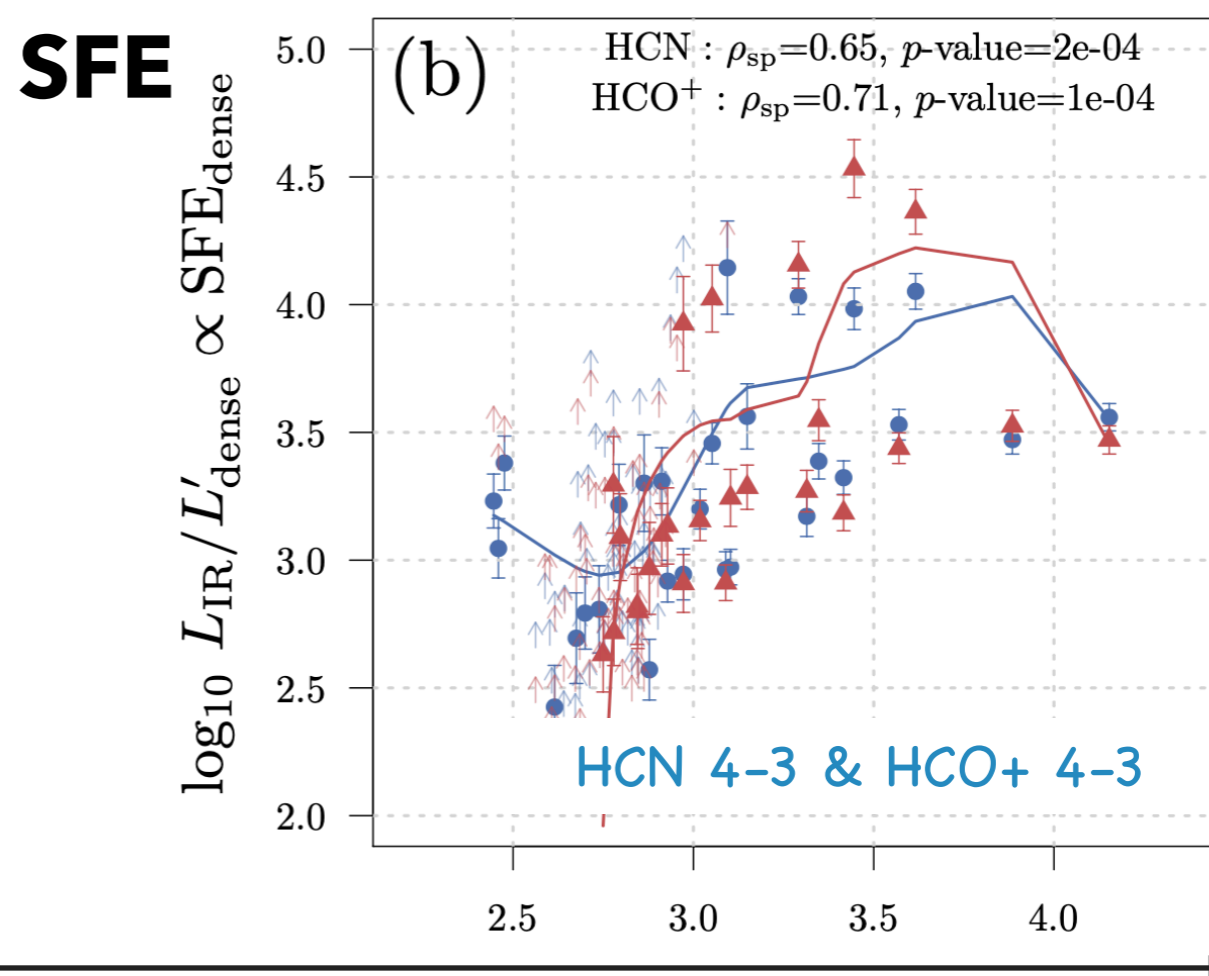 SFE
(b)
HCN : ρsp=0.65, p-value=2e-04
HCO+ : ρsp=0.71, p-value=1e-04
log10 LIR/L′dense ∝ SFEdense
5.0
4.5
4.0
3.5
3.0
2.5
2.0
HCN 4-3 & HCO+ 4-3
2.5 3.0 3.5 4.0